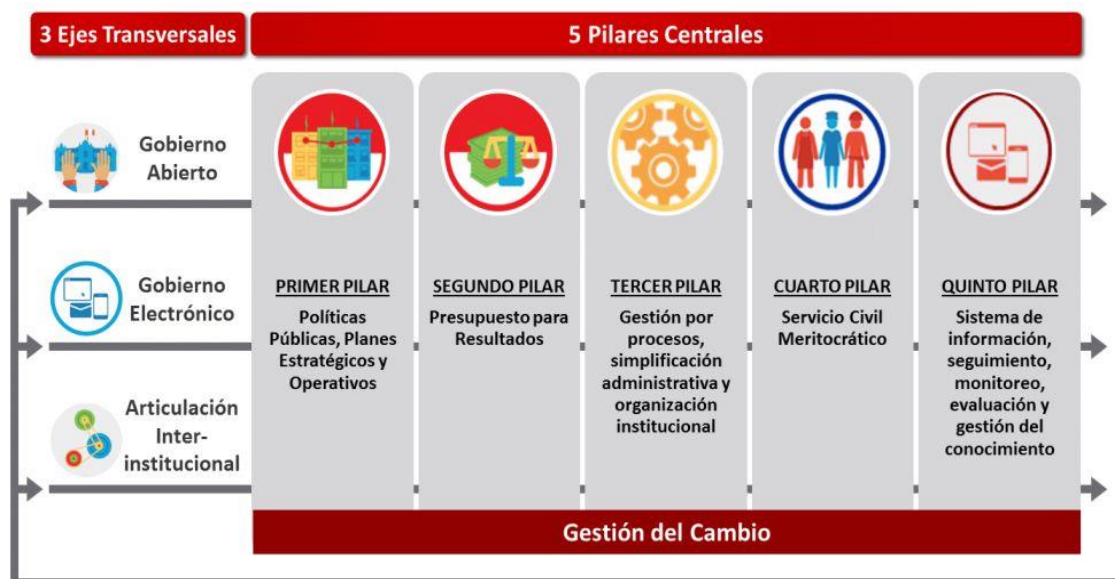 3 Ejes Transversales
5 Pilares Centrales
Gobierno
Abierto
Gobierno
Electrónico
Articulación
Inter-
institucional
PRIMER PILAR
Políticas
Públicas, Planes
Estratégicos y
Operativos
SEGUNDO PILAR
Presupuesto para
Resultados
TERCER PILAR
Gestión por
procesos,
simplificación
administrativa y
organización
institucional
CUARTO PILAR
Servicio Civil
Meritocrático
QUINTO PILAR
Sistema de
información,
seguimiento,
monitoreo,
evaluación y
gestión del
conocimiento
Gestión del Cambio